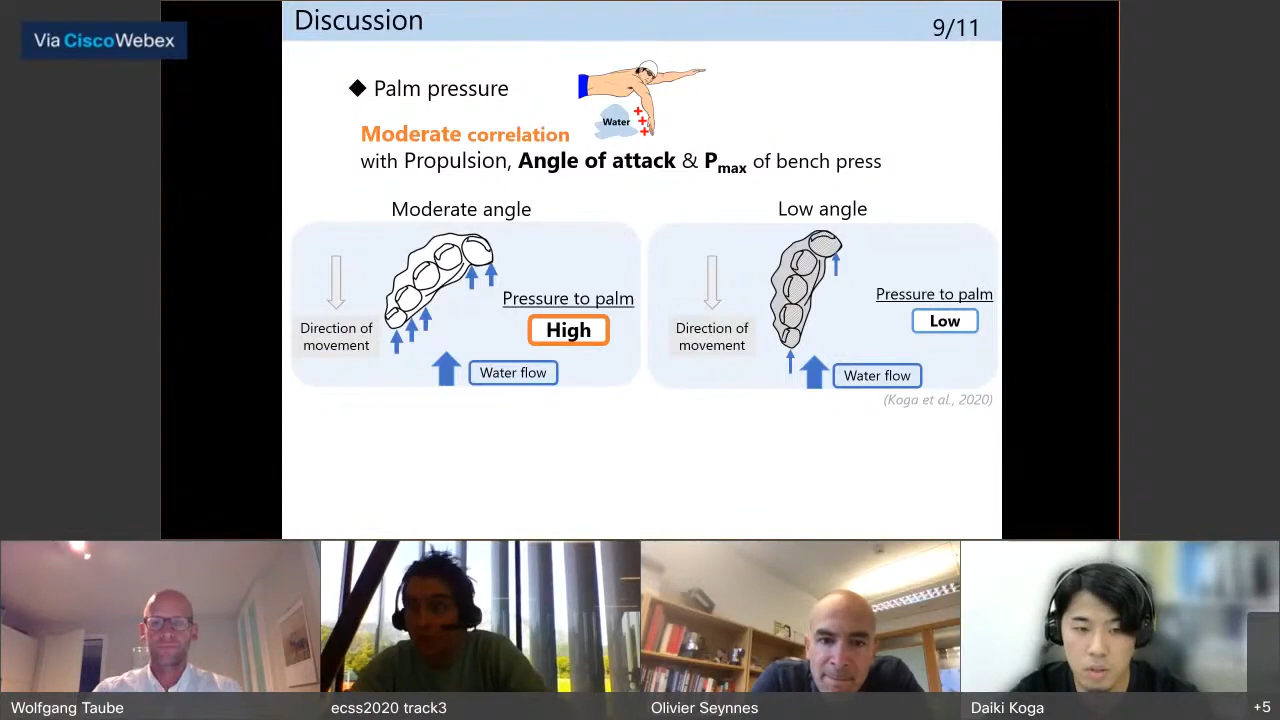 Via CiscoWebex
Discussion
9/11
◆ Palm pressure
Water
Moderate correlation
with Propulsion, Angle of attack & Pmax of bench press
Moderate angle
Direction of
movement
Pressure to palm
High
Water flow
Low angle
Direction of
movement
Pressure to palm
Low
Water flow
(Koga et al., 2020)
Wolfgang Taube
ecss2020 track3
Olivier Seynnes
Daiki Koga
+5